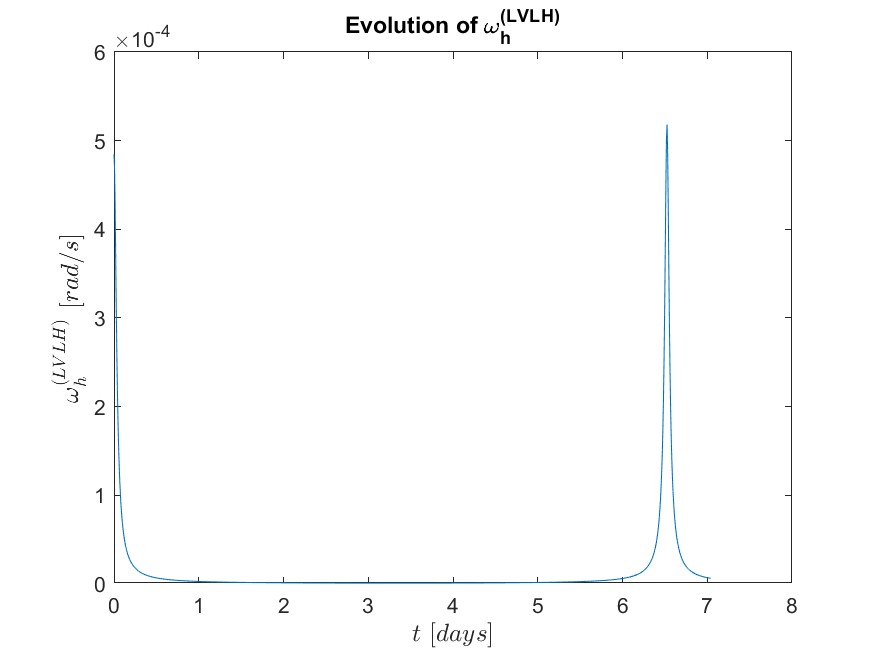 Evolution of ω_h^(LVLH)
×10^-4
6
5
4
3
2
1
0
ω_h^(LVLH) [rad/s]
0 1 2 3 4 5 6 7 8
t [days]